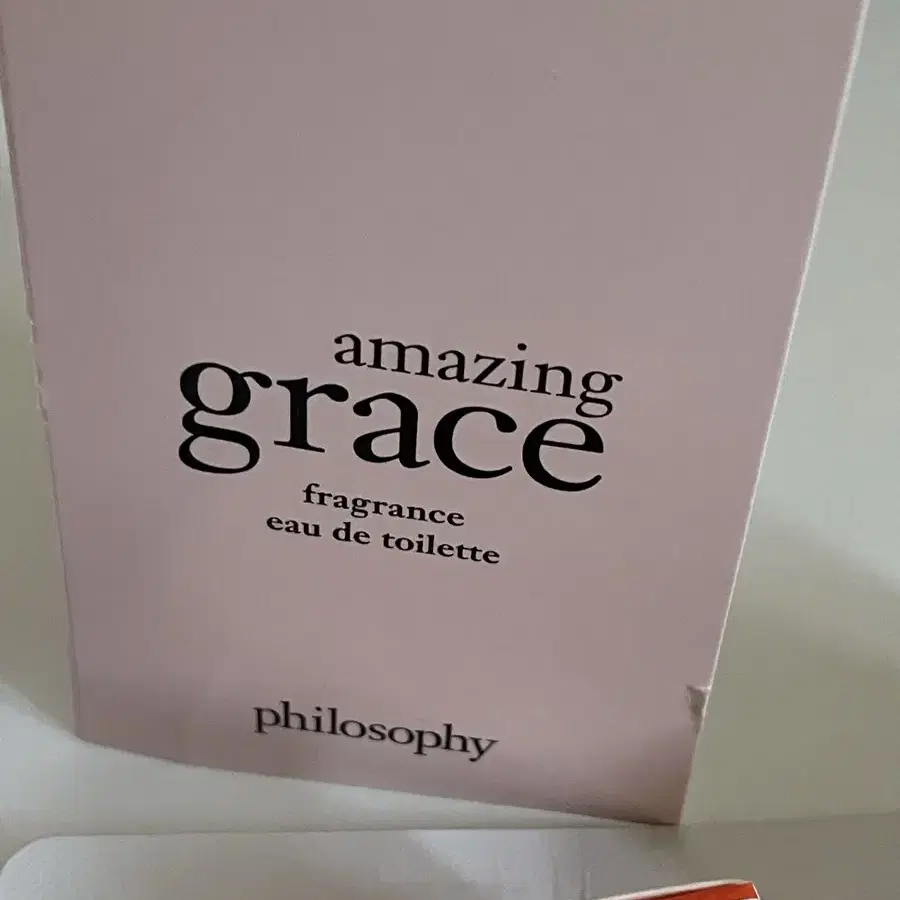 amazing
grace
fragrance
eau de toilette
philosophy